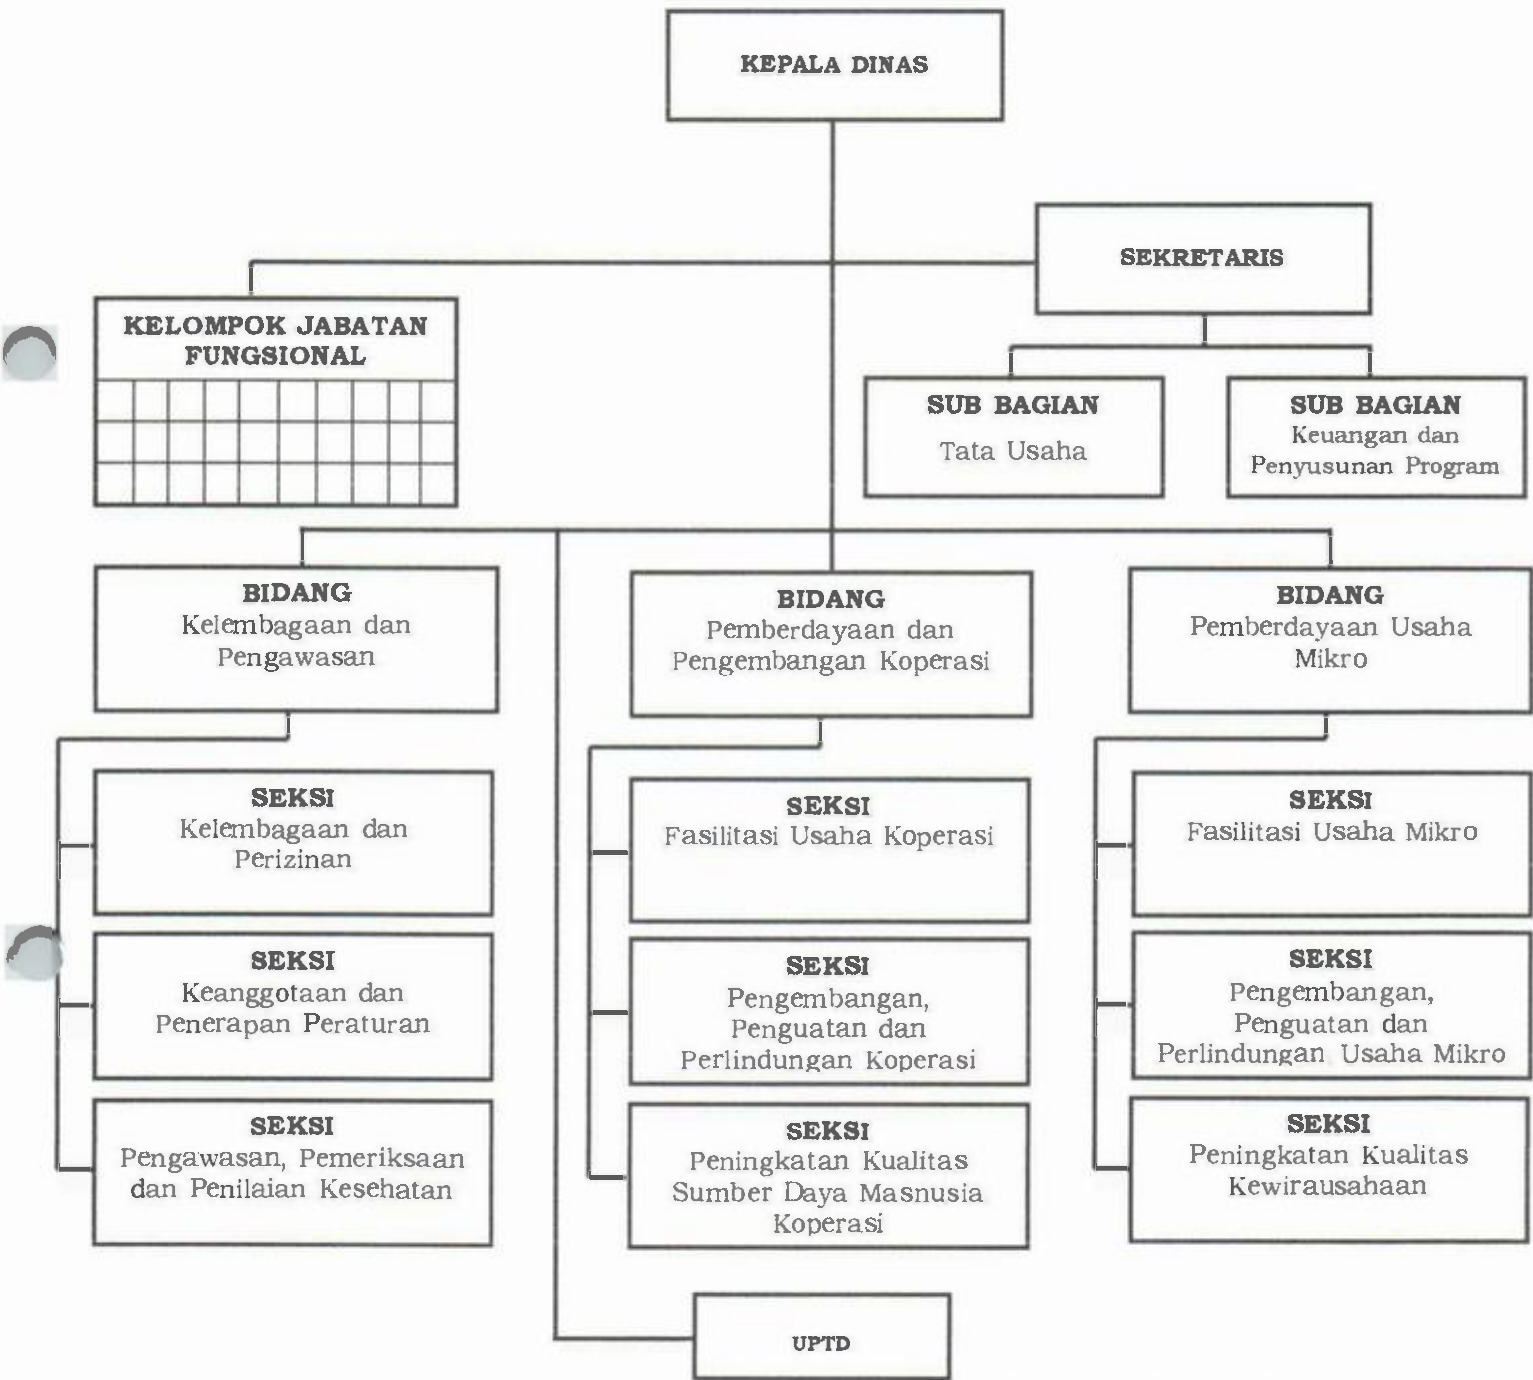 KEPALA DINAS
SEKRETARIS
KELOMPOK JABATAN
FUNGSIONAL
SUB BAGIAN
Tata Usaha
SUB BAGIAN
Keuangan dan
Penyusunan Program
BIDANG
Kelembagaan dan
Pengawasan
BIDANG
Pemberdayaan dan
Pengembangan Koperasi
BIDANG
Pemberdayaan Usaha
Mikro
SEKSI
Kelembagaan dan
Perizinan
SEKSI
Keanggotaan dan
Penerapan Peraturan
SEKSI
Pengawasan, Pemeriksaan
dan Penilaian Kesehatan
SEKSI
Fasilitasi Usaha Koperasi
SEKSI
Pengembangan,
Penguatan dan
Perlindungan Koperasi
SEKSI
Peningkatan Kualitas
Sumber Daya Masnusia
Koperasi
SEKSI
Fasilitasi Usaha Mikro
SEKSI
Pengembangan,
Penguatan dan
Perlindungan Usaha Mikro
SEKSI
Peningkatan Kualitas
Kewirausahaan
UPTD